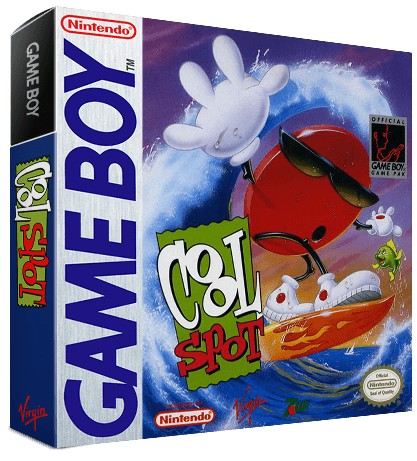 GAME BOY
COOL
SPOT
Virgin
Nintendo
GAME BOY
TM
OFFICIAL
GAME BOY
GAME PAK
COOL
SPOT
Nintendo
Virgin
Official
Nintendo
Seal of Quality